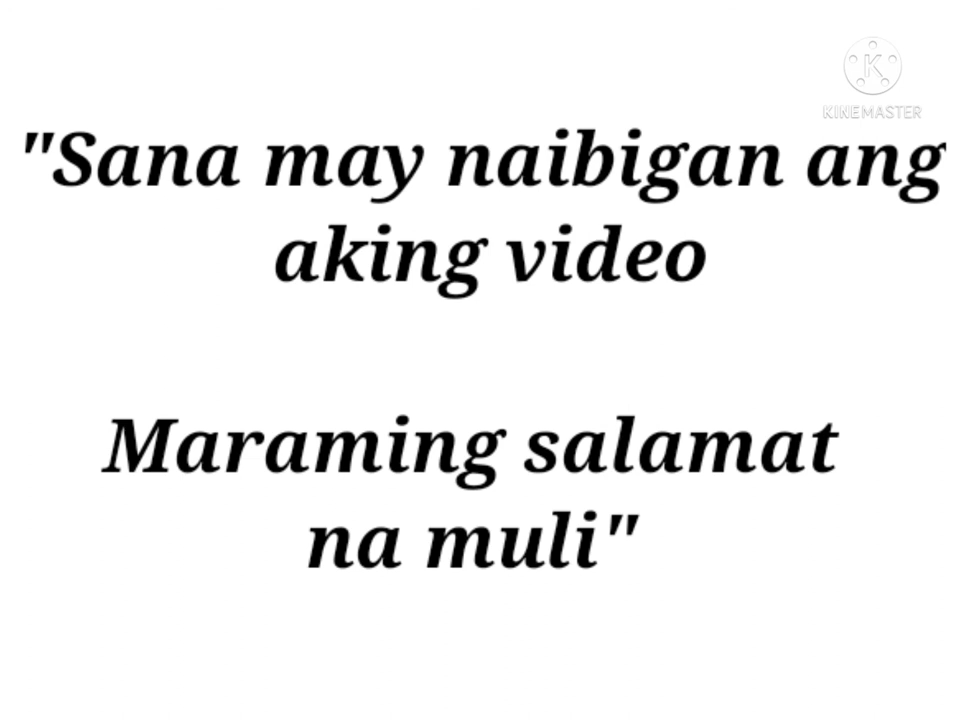 KINEMASTER
"Sana may naibigan ang
aking video
Maraming salamat
na muli"